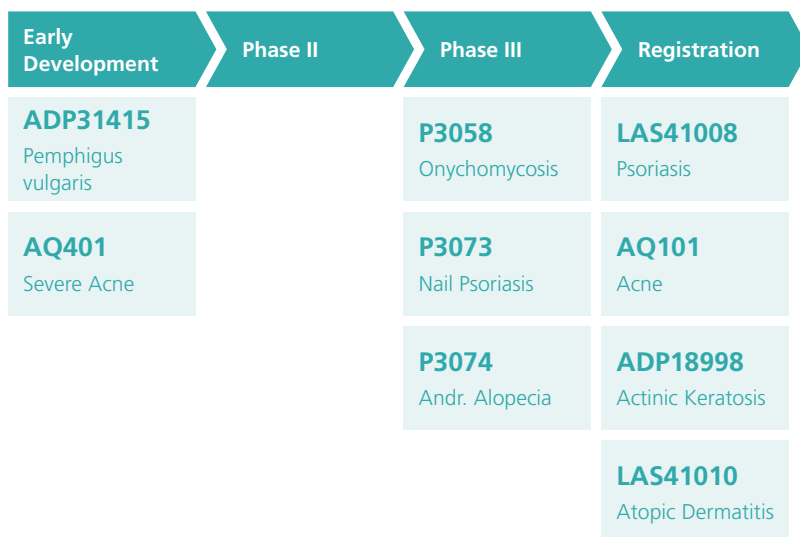 Early
Development
Phase II
Phase III
Registration
ADP31415
Pemphigus
vulgaris
AQ401
Severe Acne
P3058
Onychomycosis
P3073
Nail Psoriasis
P3074
Andr. Alopecia
LAS41008
Psoriasis
AQ101
Acne
ADP18998
Actinic Keratosis
LAS41010
Atopic Dermatitis